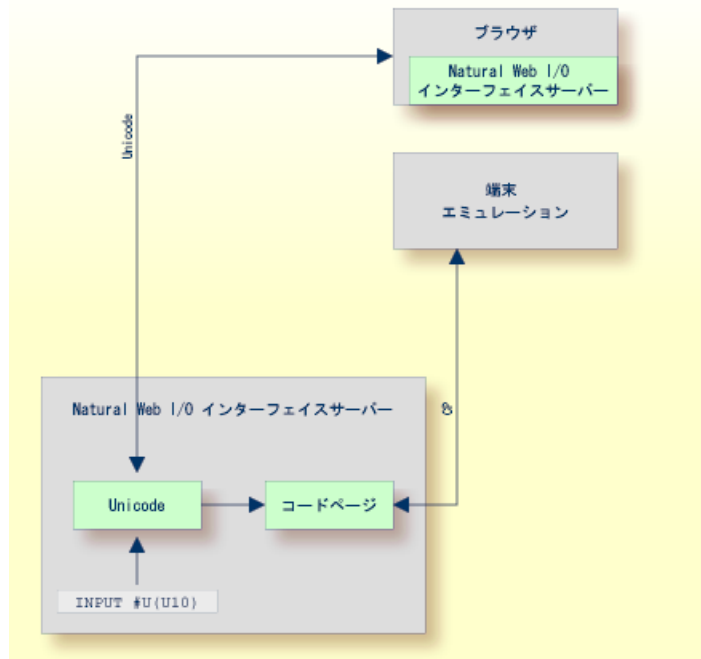 ブラウザ
Natural Web I/O
インターフェイスサーバー
Unicode
端末
エミュレーション
Natural Web I/O インターフェイスサーバー
CP
Unicode
コードページ
INPUT #U(U10)